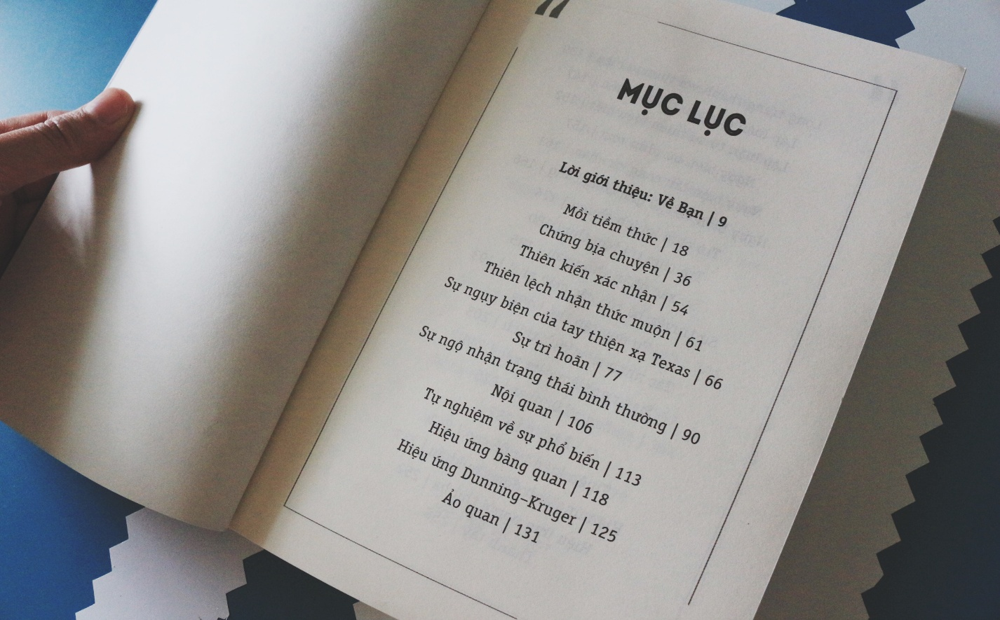 MỤC LỤC
Lời giới thiệu: Về Bạn | 9
Mồi tiềm thức | 18
Chứng bịa chuyện | 36
Thiên kiến xác nhận | 54
Thiên lệch nhận thức muộn | 61
Sự ngụy biện của tay thiện xạ Texas | 66
Sự trì hoãn | 77
Sự ngộ nhận trạng thái bình thường | 90
Nội quan | 106
Tự nghiệm về sự phổ biến | 113
Hiệu ứng bàng quan | 118
Hiệu ứng Dunning–Kruger | 125
Ảo quan | 131